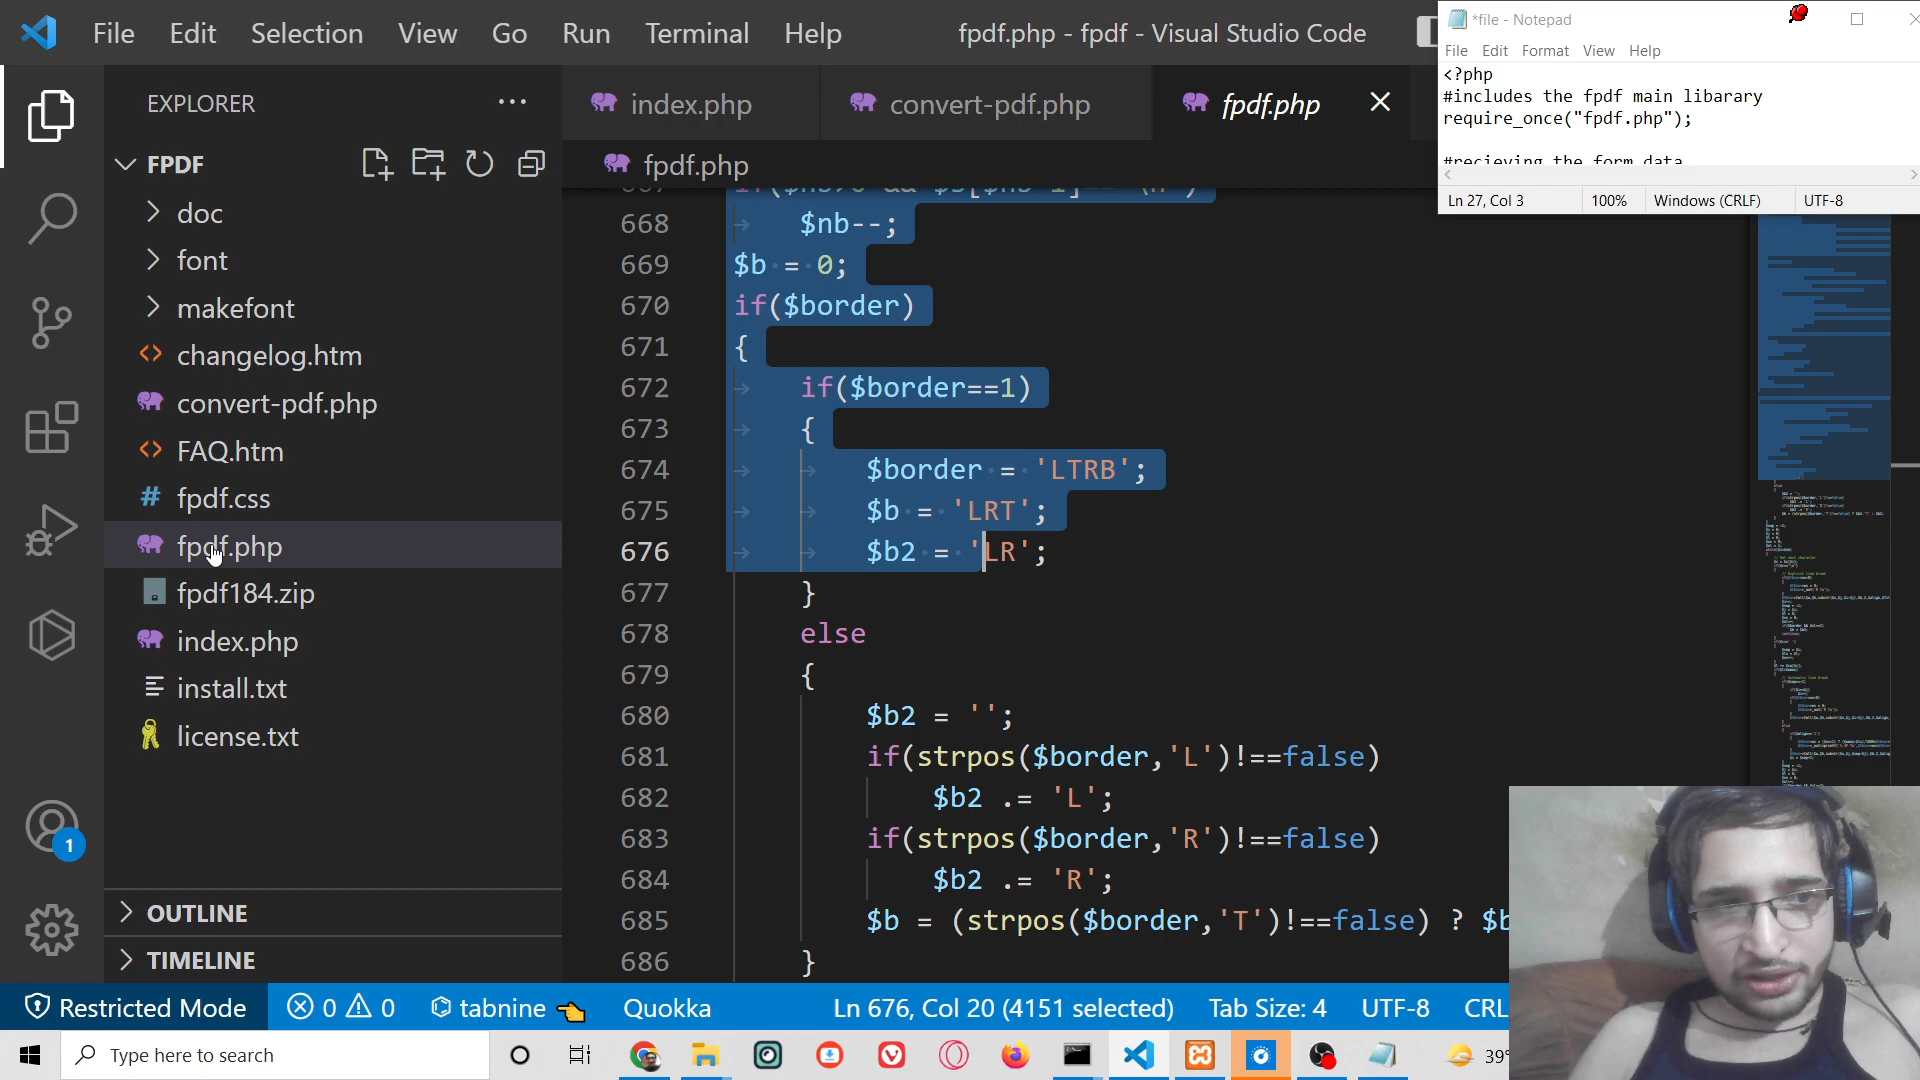 File Edit Selection View Go Run Terminal Help fpdf.php - fpdf - Visual Studio Code
*file - Notepad
File Edit Format View Help
<?php
#includes the fpdf main libarary
require_once("fpdf.php");
#recieving the form data
Ln 27, Col 3 100% Windows (CRLF) UTF-8
EXPLORER
FPDF
doc
font
makefont
changelog.htm
convert-pdf.php
FAQ.htm
fpdf.css
fpdf.php
fpdf184.zip
index.php
install.txt
license.txt
OUTLINE
TIMELINE
index.php convert-pdf.php fpdf.php
fpdf.php
668 $nb--;
669 $b = 0;
670 if($border)
671 {
672 if($border==1)
673 {
674 $border = 'LTRB';
675 $b = 'LRT';
676 $b2 = 'LR';
677 }
678 else
679 {
680 $b2 = '';
681 if(strpos($border,'L')!==false)
682 $b2 .= 'L';
683 if(strpos($border,'R')!==false)
684 $b2 .= 'R';
685 $b = (strpos($border,'T')!==false) ? $b
686 }
1
Restricted Mode 0 0 tabnine Quokka Ln 676, Col 20 (4151 selected) Tab Size: 4 UTF-8 CRL
Type here to search
39°